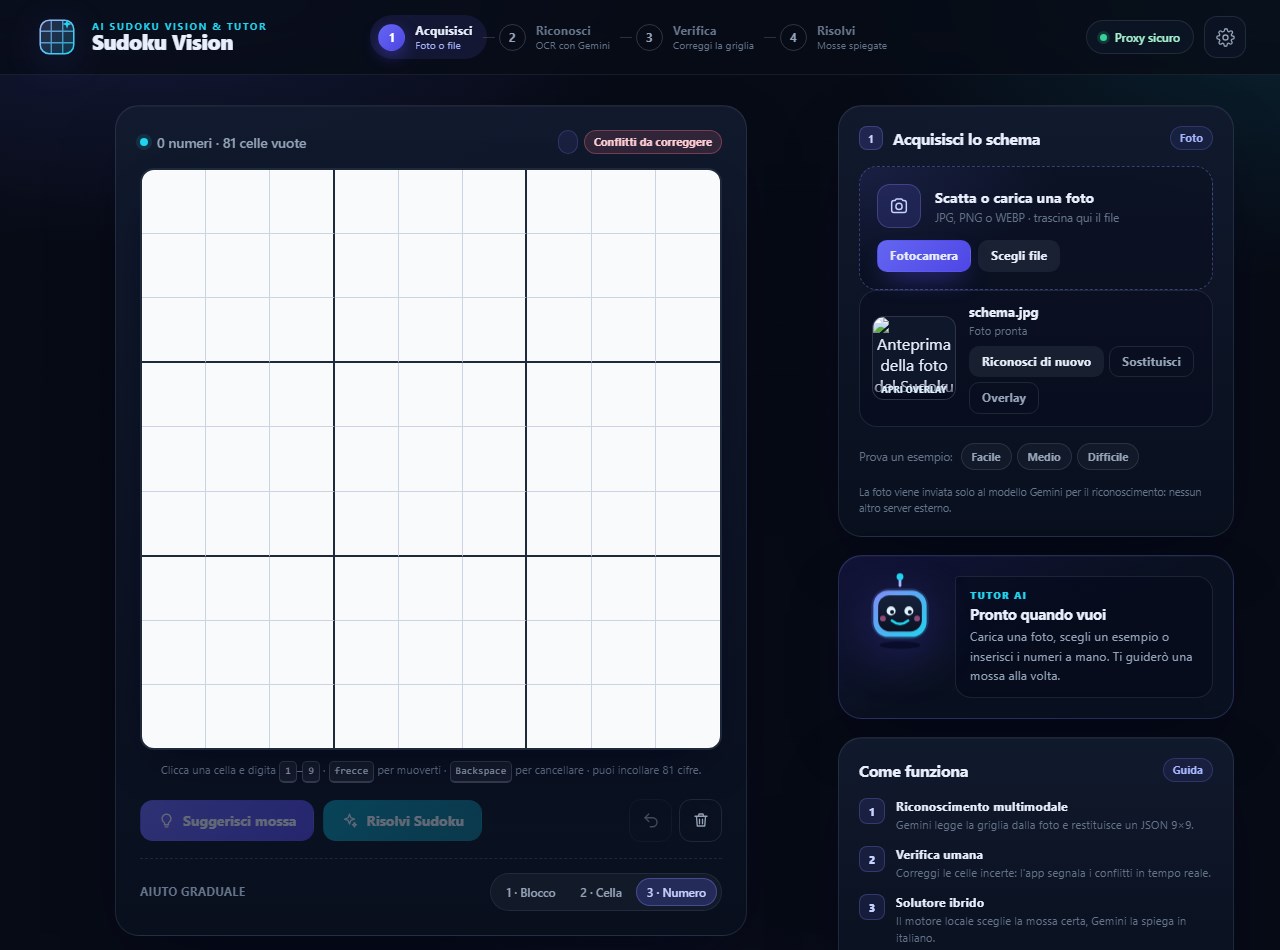 AI SUDOKU VISION & TUTOR
Sudoku Vision
1
Acquisisci
Foto o file
2
Riconosci
OCR con Gemini
3
Verifica
Correggi la griglia
4
Risolvi
Mosse spiegate
Proxy sicuro
0 numeri · 81 celle vuote
Conflitti da correggere
Clicca una cella e digita 1–9 · frecce per muoverti · Backspace per cancellare · puoi incollare 81 cifre.
Suggerisci mossa
Risolvi Sudoku
AIUTO GRADUALE
1 · Blocco
2 · Cella
3 · Numero
1
Acquisisci lo schema
Foto
Scatta o carica una foto
JPG, PNG o WEBP · trascina qui il file
Fotocamera
Scegli file
Anteprima
della foto
del Sudoku
APRI OVERLAY
schema.jpg
Foto pronta
Riconosci di nuovo
Sostituisci
Overlay
Prova un esempio:
Facile
Medio
Difficile
La foto viene inviata solo al modello Gemini per il riconoscimento: nessun
altro server esterno.
TUTOR AI
Pronto quando vuoi
Carica una foto, scegli un esempio o
inserisci i numeri a mano. Ti guiderò una
mossa alla volta.
Come funziona
Guida
1
Riconoscimento multimodale
Gemini legge la griglia dalla foto e restituisce un JSON 9×9.
2
Verifica umana
Correggi le celle incerte: l'app segnala i conflitti in tempo reale.
3
Solutore ibrido
Il motore locale sceglie la mossa certa, Gemini la spiega in
italiano.